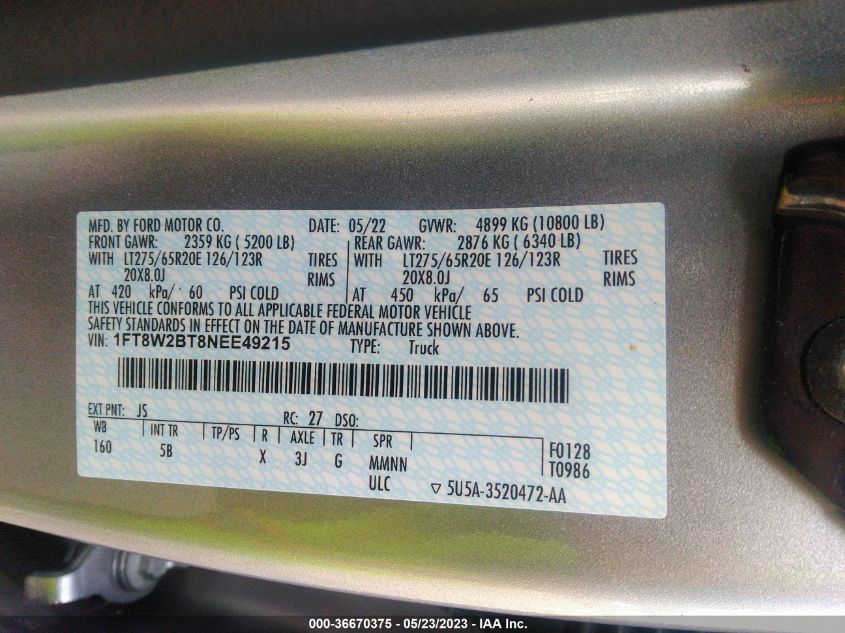 MFD. BY FORD MOTOR CO. DATE: 05/22 GVWR: 4899 KG (10800 LB)
FRONT GAWR: 2359 KG ( 5200 LB) REAR GAWR: 2876 KG ( 6340 LB)
WITH LT275/65R20E 126/123R TIRES WITH LT275/65R20E 126/123R TIRES
20X8.0J RIMS 20X8.0J RIMS
AT 420 kPa/ 60 PSI COLD AT 450 kPa/ 65 PSI COLD
THIS VEHICLE CONFORMS TO ALL APPLICABLE FEDERAL MOTOR VEHICLE
SAFETY STANDARDS IN EFFECT ON THE DATE OF MANUFACTURE SHOWN ABOVE.
VIN: 1FT8W2BT8NEE49215 TYPE: Truck
EXT PNT: JS RC: 27 DSO:
WB INT TR TP/PS R AXLE TR SPR F0128
160 5B X 3J G MMNN T0986
ULC ▽ 5U5A-3520472-AA
000-36670375 - 05/23/2023 - IAA Inc.